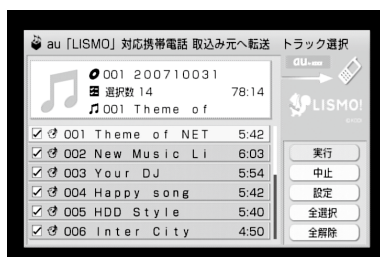 au「LISMO」対応携帯電話 取込み元へ転送 トラック選択
001 200710031
選択数 14 78:14
001 Theme of
au
LISMO!
001 Theme of NET 5:42
002 New Music Li 6:03
003 Your DJ 5:54
004 Happy song 5:42
005 HDD Style 5:40
006 Inter City 4:50
実行
中止
設定
全選択
全解除